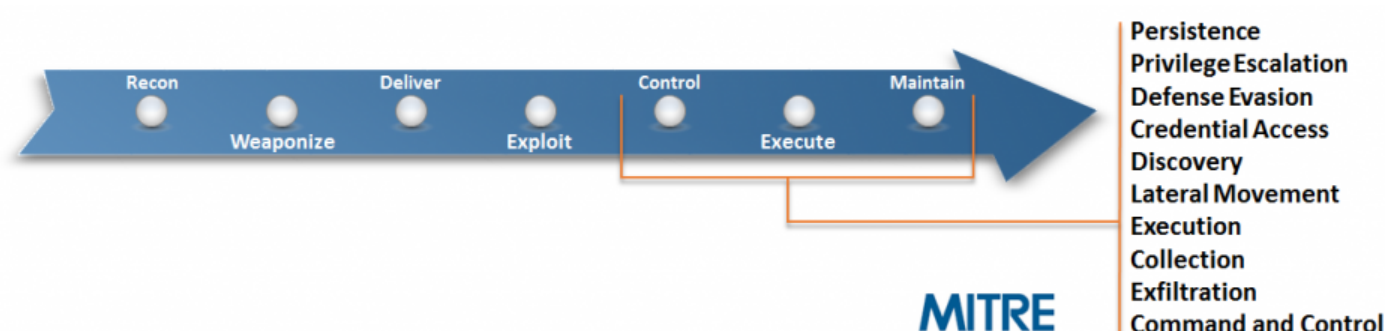 Recon
Weaponize
Deliver
Exploit
Control
Execute
Maintain
Persistence
Privilege Escalation
Defense Evasion
Credential Access
Discovery
Lateral Movement
Execution
Collection
Exfiltration
Command and Control
MITRE